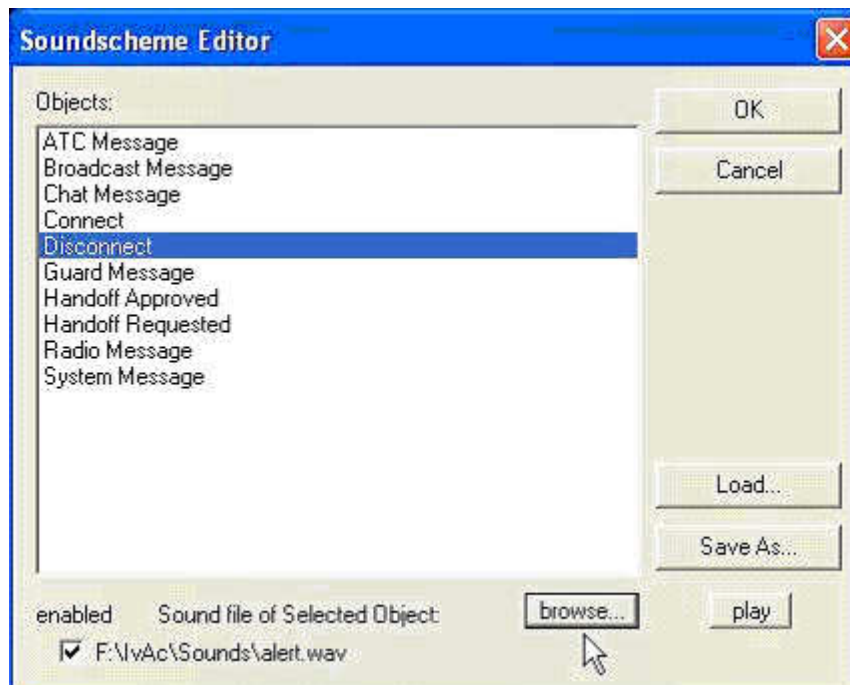 Soundscheme Editor
Objects:
OK
ATC Message
Broadcast Message
Cancel
Chat Message
Connect
Disconnect
Guard Message
Handoff Approved
Handoff Requested
Radio Message
System Message
Load...
Save As...
enabled Sound file of Selected Object: browse... play
F:\IvAc\Sounds\alert.wav